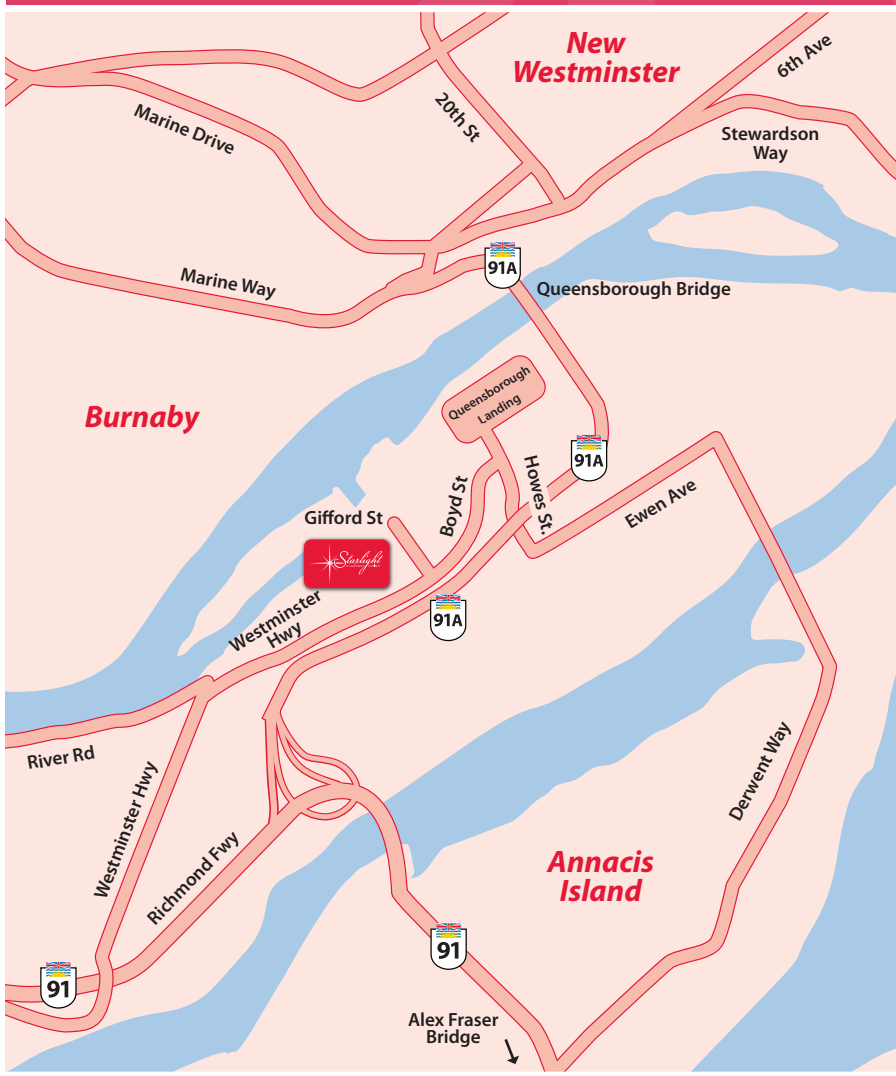 New
Westminster
6th Ave
20th St
Marine Drive
Stewardson
Way
91A
Marine Way
Queensborough Bridge
Burnaby
Queensborough
Landing
91A
Howes St.
Boyd St
Ewen Ave
Gifford St
Starlight
Westminster
Hwy
91A
River Rd
Derwent Way
Westminster Hwy
Richmond Fwy
Annacis
Island
91
91
Alex Fraser
Bridge